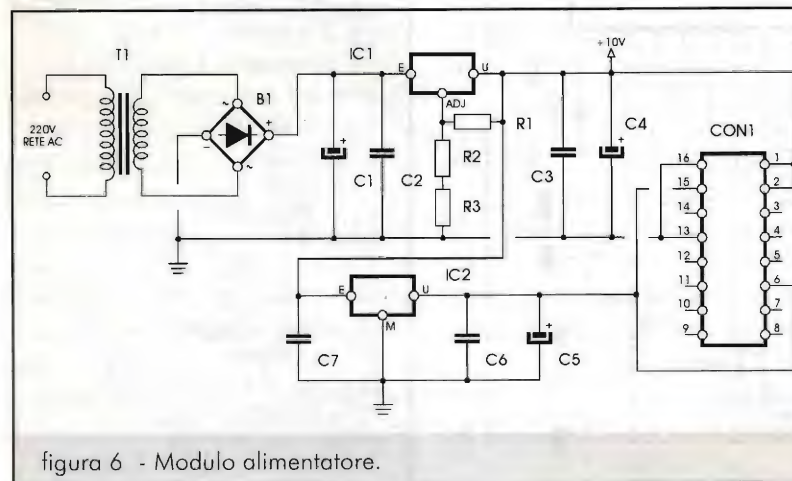 T1
220V
RETE AC
~
B1
+
−
~
IC1
E
U
ADJ
+
C1
C2
R1
R2
R3
C3
+
C4
+10V
CON1
16
15
14
13
12
11
10
9
1
2
3
4
5
6
7
8
IC2
E
U
M
C7
C6
+
C5
figura 6 - Modulo alimentatore.